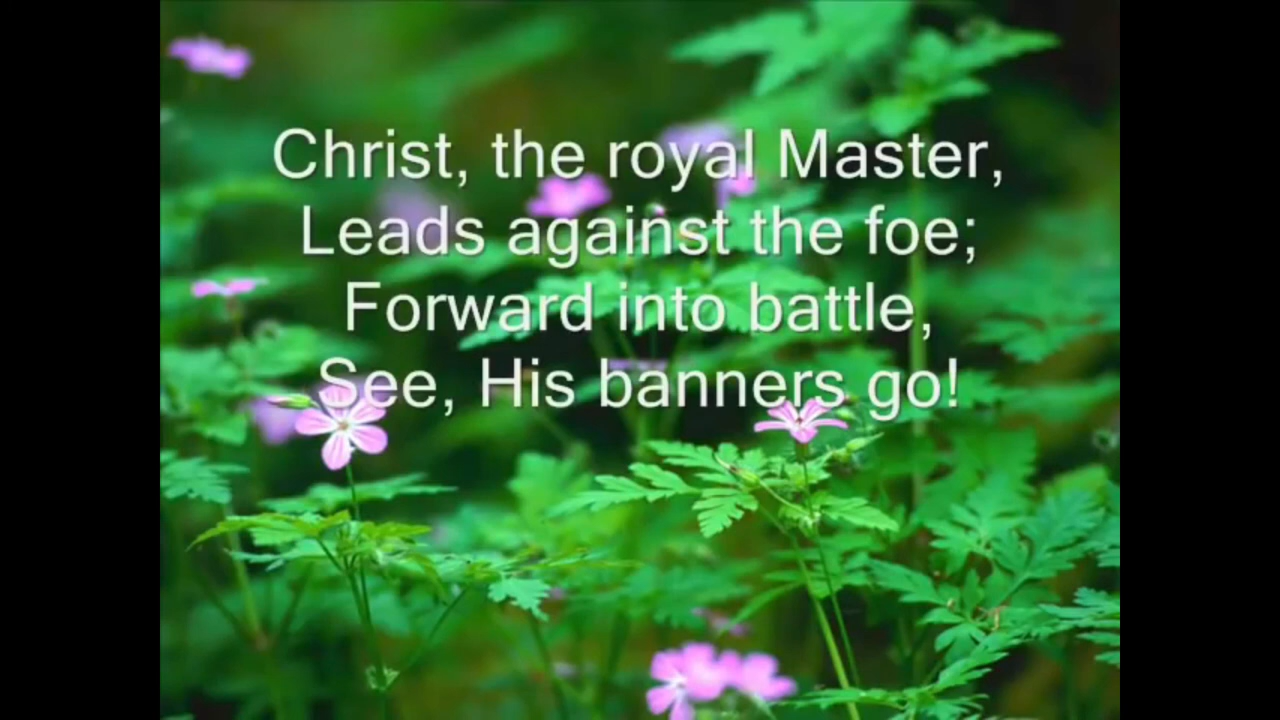 Christ, the royal Master,
Leads against the foe;
Forward into battle,
See, His banners go!